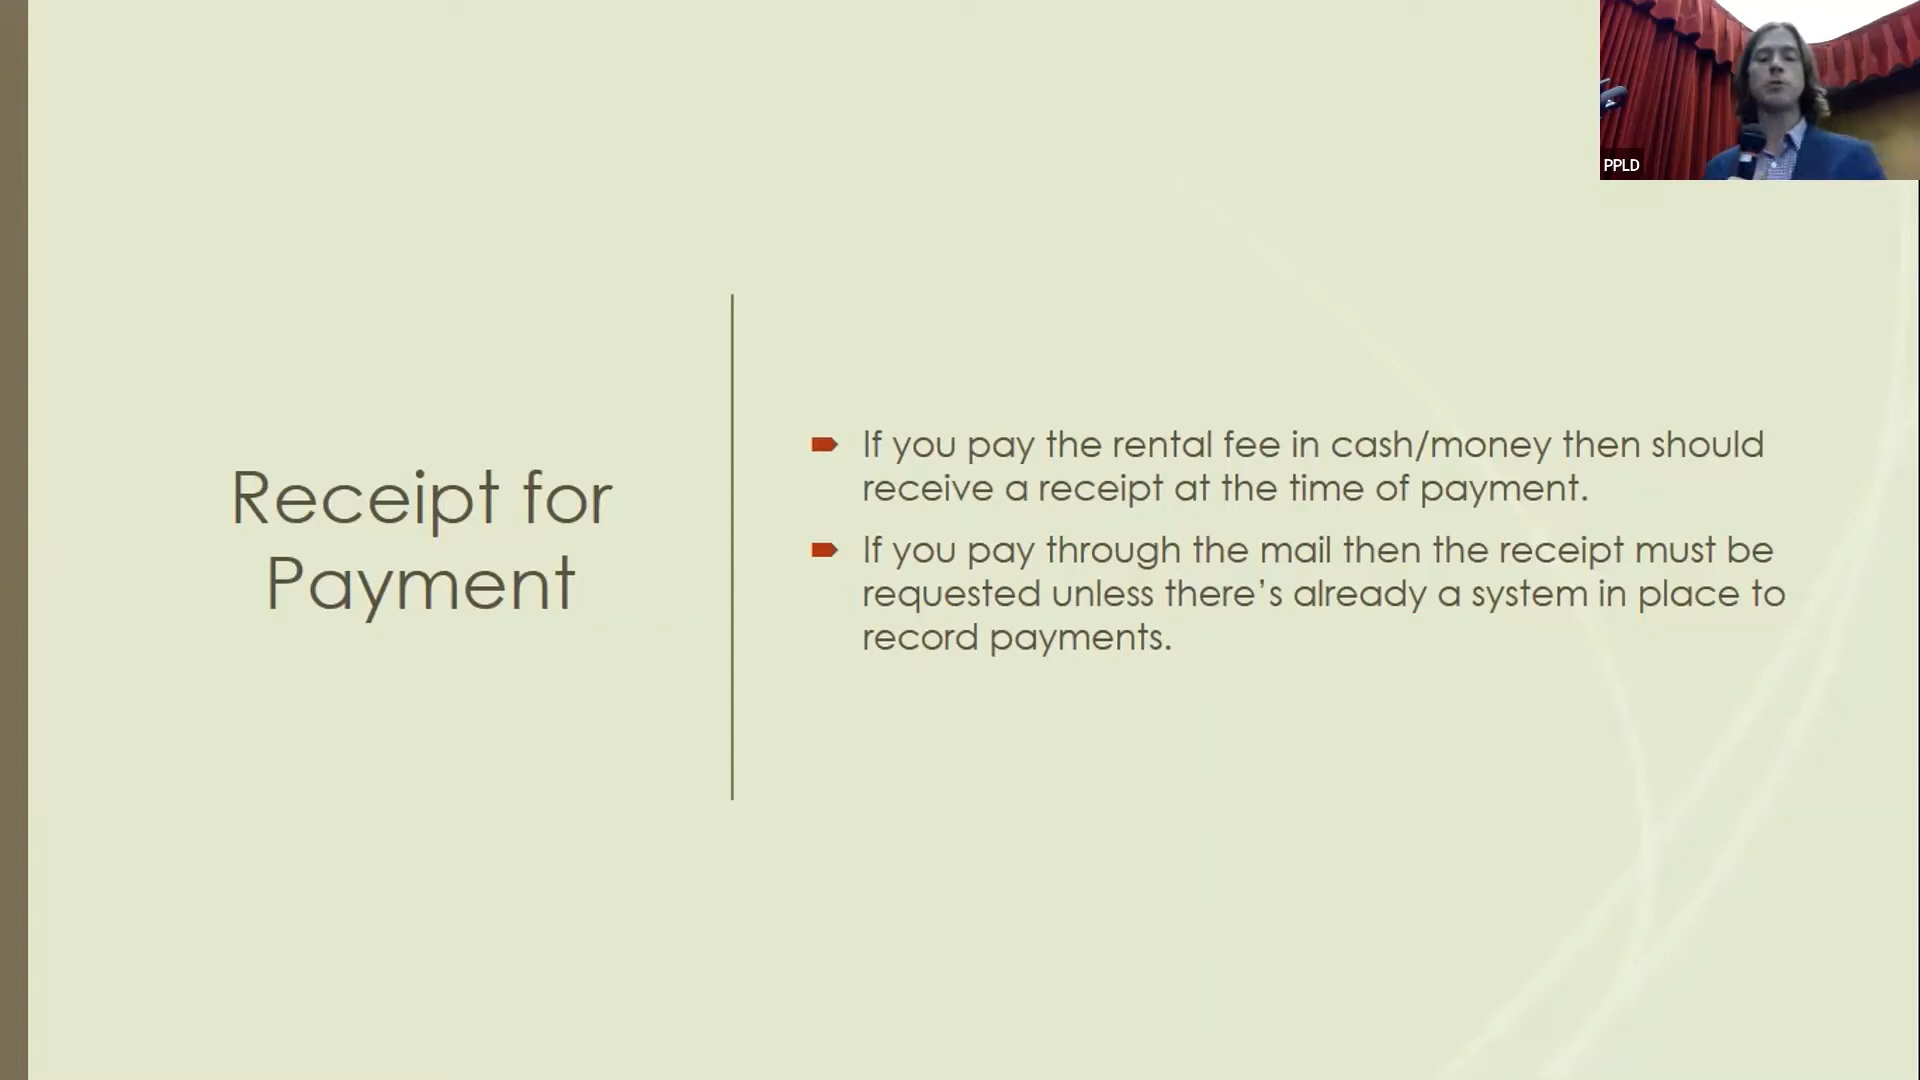 PPLD
Receipt for
Payment
If you pay the rental fee in cash/money then should
receive a receipt at the time of payment.
If you pay through the mail then the receipt must be
requested unless there’s already a system in place to
record payments.